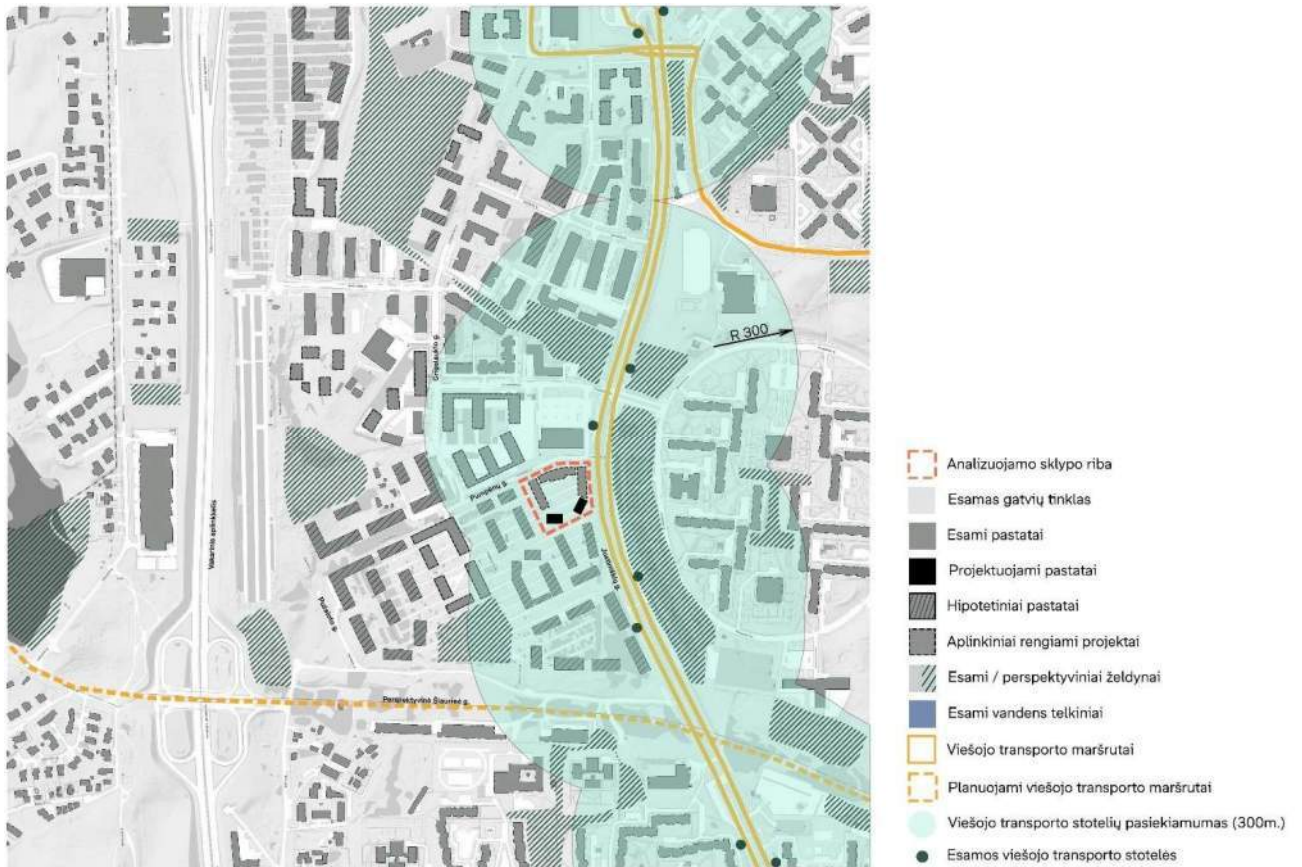 R 300
Gripeliškio g.
Pumpėnų g.
Justiniškių g.
Vakarinis aplinkkelis
Perspektyvinė Šiaurinė g.
Analizuojamo sklypo riba
Esamas gatvių tinklas
Esami pastatai
Projektuojami pastatai
Hipotetiniai pastatai
Aplinkiniai rengiami projektai
Esami / perspektyviniai želdynai
Esami vandens telkiniai
Viešojo transporto maršrutai
Planuojami viešojo transporto maršrutai
Viešojo transporto stotelių pasiekiamumas (300m.)
Esamos viešojo transporto stotelės